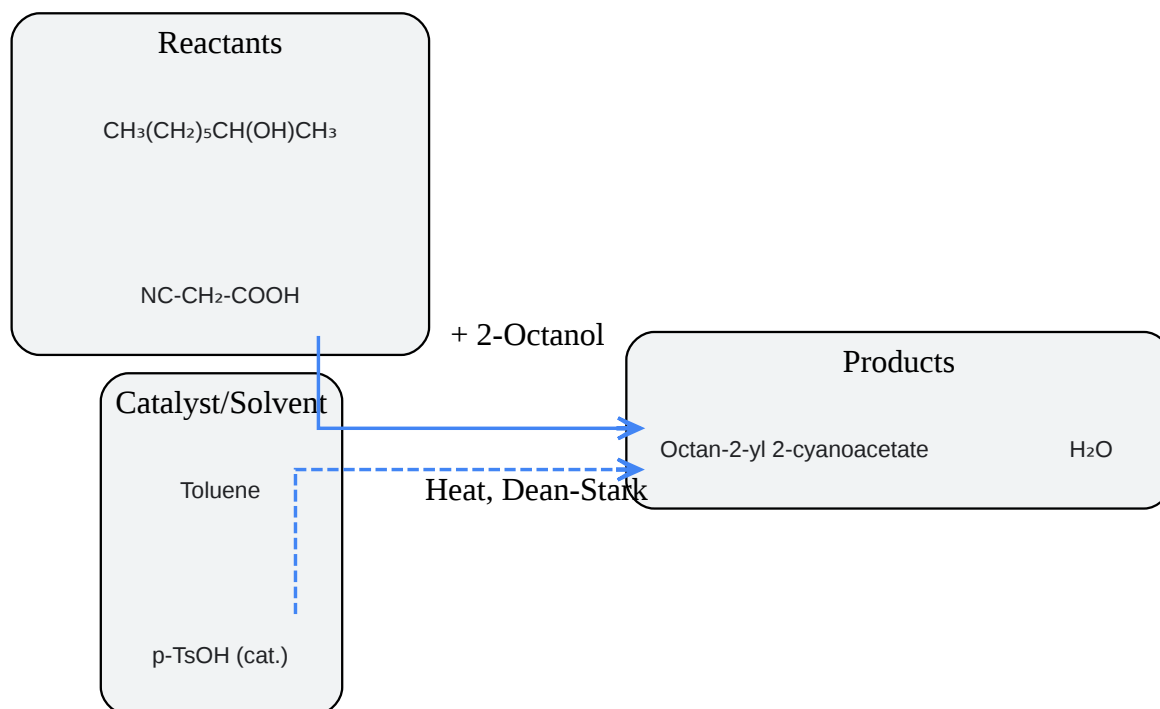 Reactants
CH₃(CH₂)₅CH(OH)CH₃
NC-CH₂-COOH
+ 2-Octanol
Products
Catalyst/Solvent
Octan-2-yl 2-cyanoacetate
H₂O
Toluene
Heat, Dean-Stark
p-TsOH (cat.)